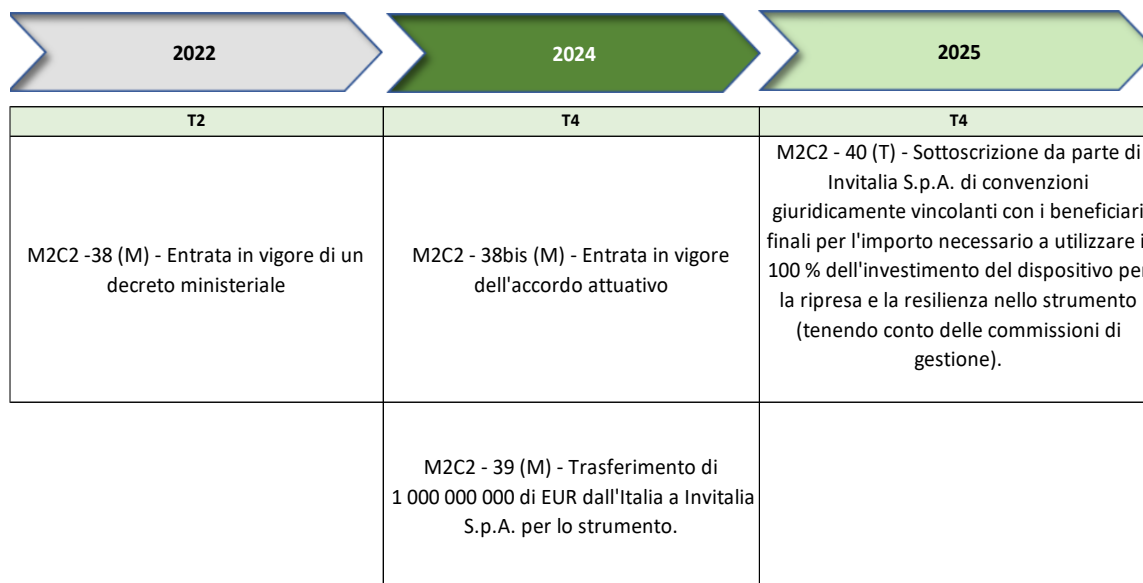 2022
2024
2025
T2
T4
T4
M2C2 -38 (M) - Entrata in vigore di un
decreto ministeriale
M2C2 - 38bis (M) - Entrata in vigore
dell'accordo attuativo
M2C2 - 40 (T) - Sottoscrizione da parte di
Invitalia S.p.A. di convenzioni
giuridicamente vincolanti con i beneficiari
finali per l'importo necessario a utilizzare i
100 % dell'investimento del dispositivo per
la ripresa e la resilienza nello strumento
(tenendo conto delle commissioni di
gestione).
M2C2 - 39 (M) - Trasferimento di
1 000 000 000 di EUR dall'Italia a Invitalia
S.p.A. per lo strumento.